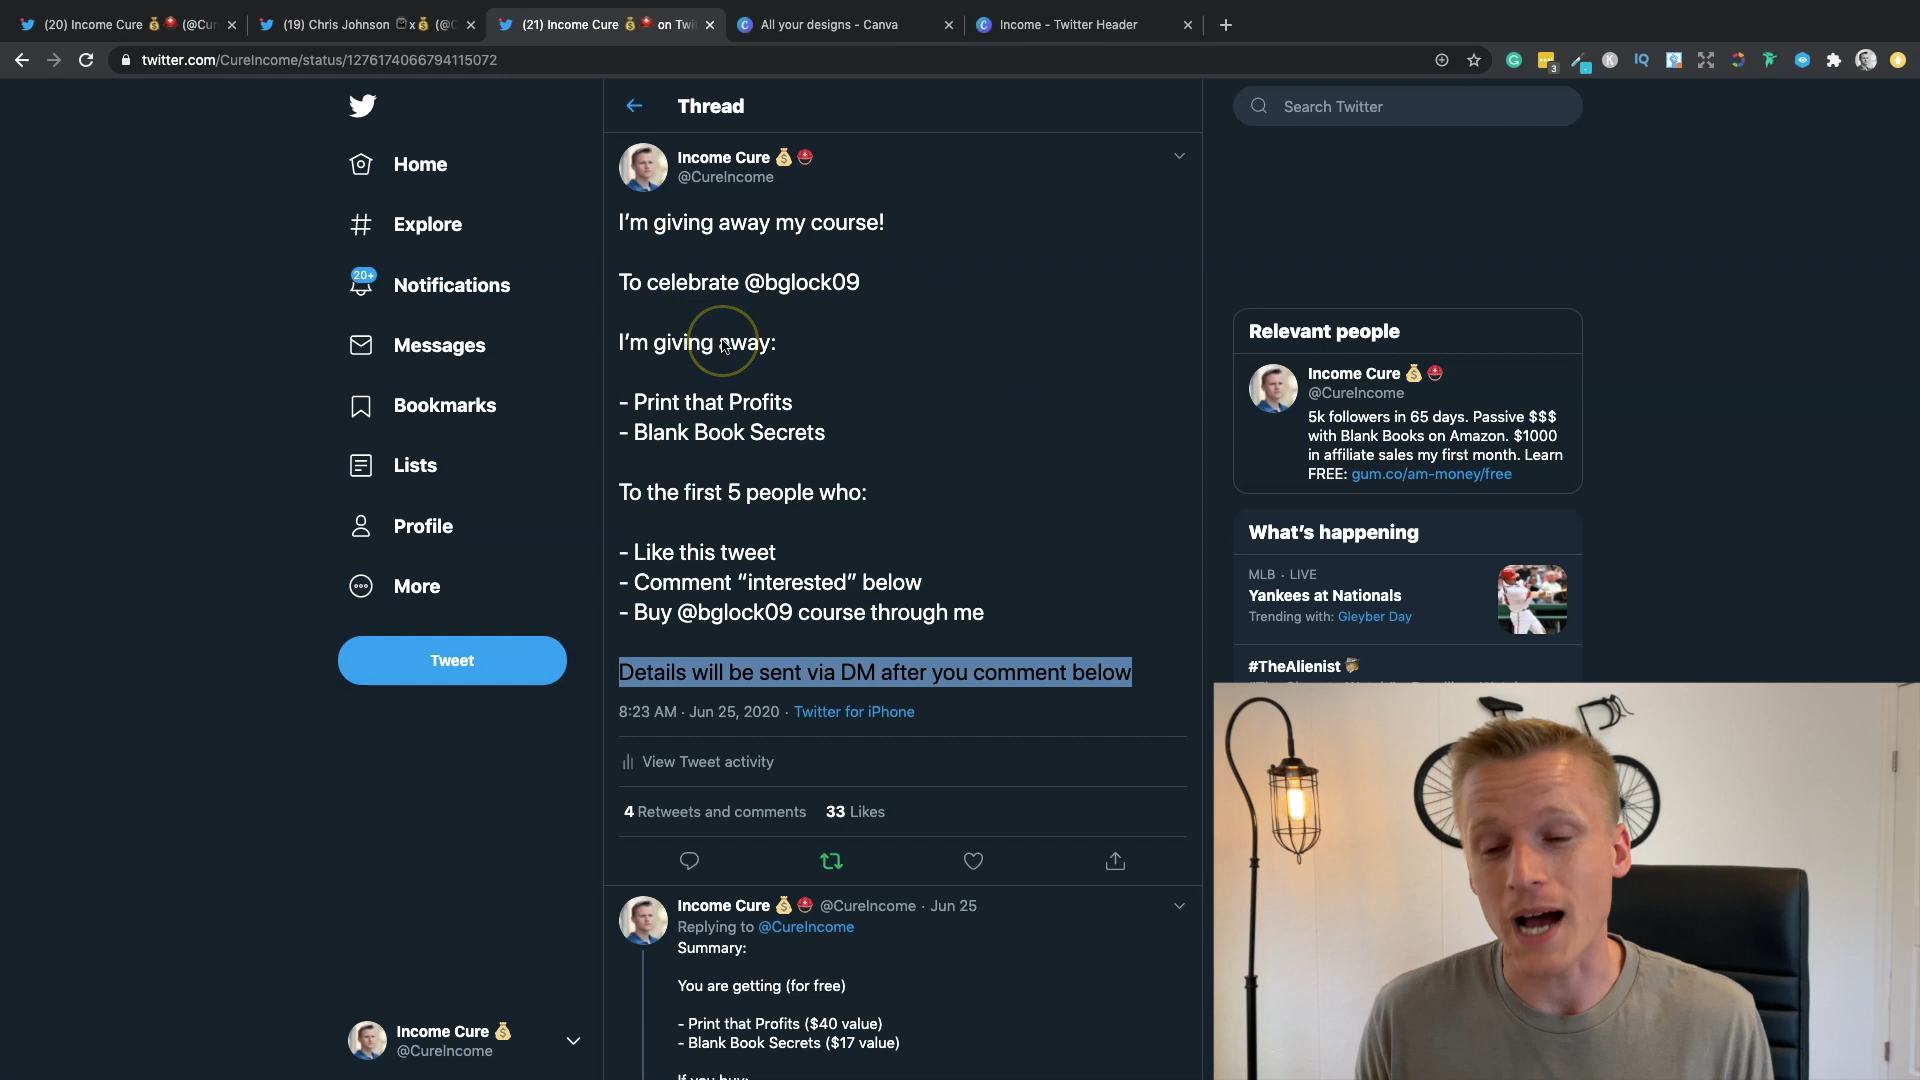 (20) Income Cure (@Cur
(19) Chris Johnson x (@C
(21) Income Cure on Twi
All your designs - Canva
Income - Twitter Header
twitter.com/CureIncome/status/1276174066794115072
3
IQ
Thread
Search Twitter
Home
Explore
20+
Notifications
Messages
Bookmarks
Lists
Profile
More
Tweet
Income Cure
@CureIncome
Income Cure
@CureIncome
I'm giving away my course!
To celebrate @bglock09
I'm giving away:
- Print that Profits
- Blank Book Secrets
To the first 5 people who:
- Like this tweet
- Comment “interested” below
- Buy @bglock09 course through me
Details will be sent via DM after you comment below
8:23 AM · Jun 25, 2020 · Twitter for iPhone
View Tweet activity
4 Retweets and comments 33 Likes
Income Cure @CureIncome · Jun 25
Replying to @CureIncome
Summary:
You are getting (for free)
- Print that Profits ($40 value)
- Blank Book Secrets ($17 value)
If you buy:
Relevant people
Income Cure
@CureIncome
5k followers in 65 days. Passive $$$
with Blank Books on Amazon. $1000
in affiliate sales my first month. Learn
FREE: gum.co/am-money/free
What's happening
MLB · LIVE
Yankees at Nationals
Trending with: Gleyber Day
#TheAlienist